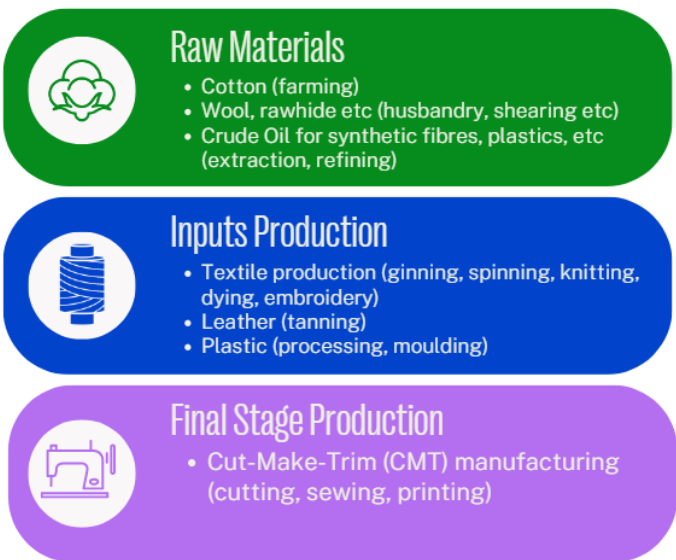 Raw Materials
• Cotton (farming)
• Wool, rawhide etc (husbandry, shearing etc)
• Crude Oil for synthetic fibres, plastics, etc
(extraction, refining)
Inputs Production
• Textile production (ginning, spinning, knitting,
dying, embroidery)
• Leather (tanning)
• Plastic (processing, moulding)
Final Stage Production
• Cut-Make-Trim (CMT) manufacturing
(cutting, sewing, printing)